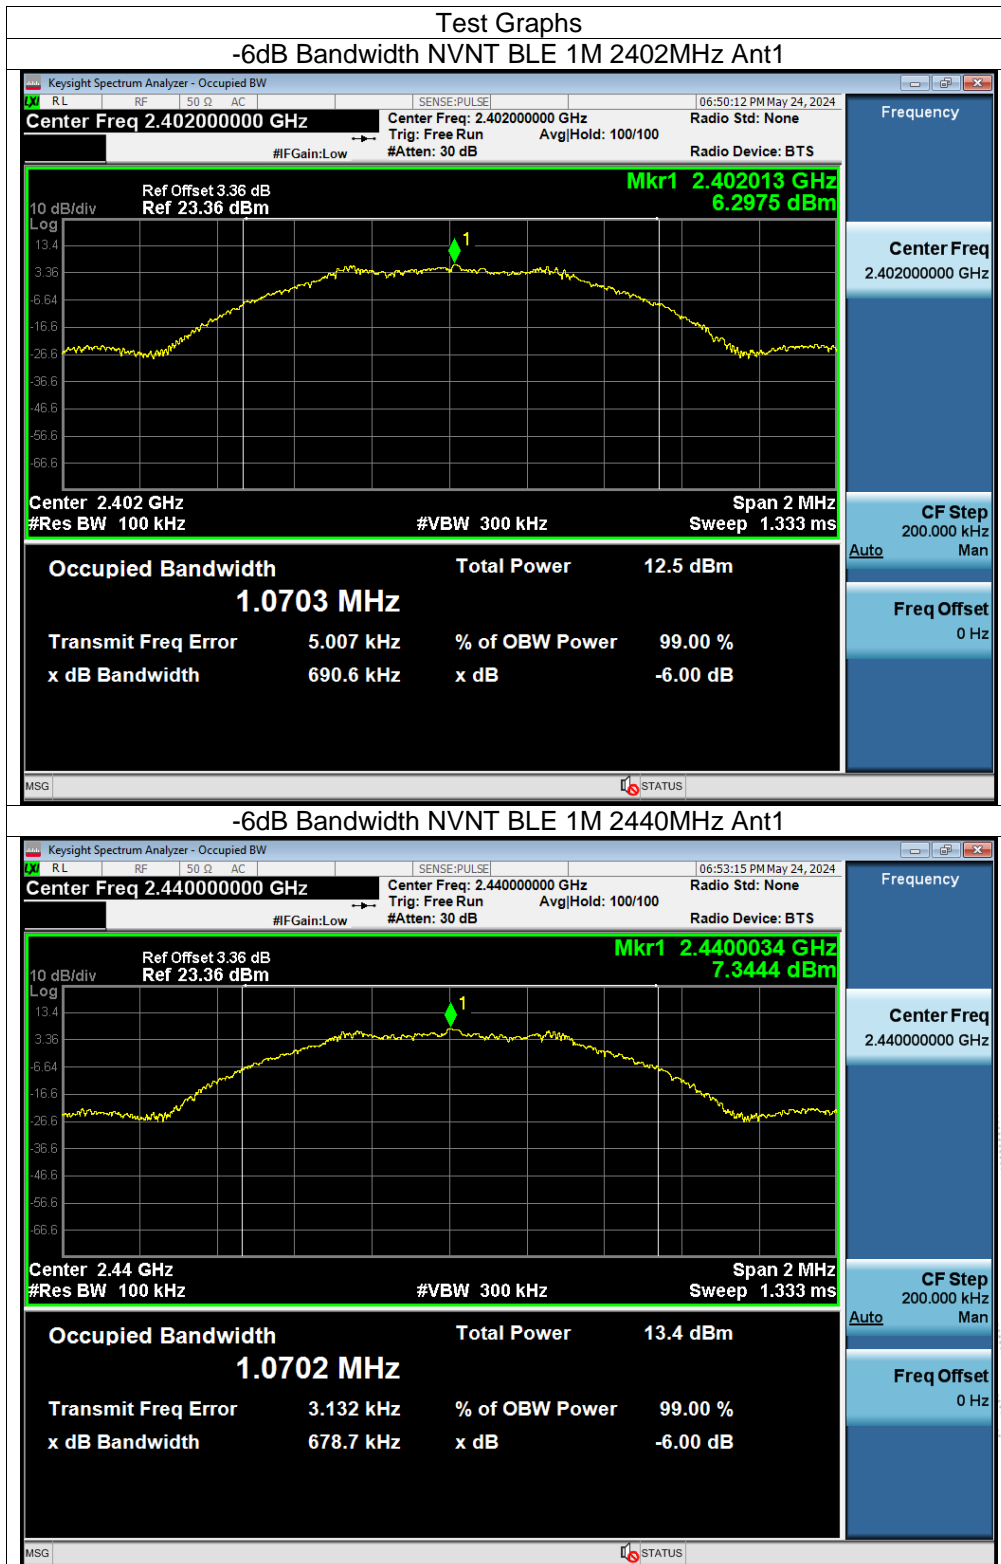 Test Graphs
-6dB Bandwidth NVNT BLE 1M 2402MHz Ant1
Keysight Spectrum Analyzer - Occupied BW
LXI RL RF 50 Ω AC SENSE:PULSE 06:50:12 PM May 24, 2024
Center Freq 2.402000000 GHz
Center Freq: 2.402000000 GHz Radio Std: None
Trig: Free Run Avg|Hold: 100/100
#IFGain:Low #Atten: 30 dB Radio Device: BTS
Frequency
Mkr1 2.402013 GHz
6.2975 dBm
Ref Offset 3.36 dB
10 dB/div Ref 23.36 dBm
Log
1
13.4
3.36
-6.64
-16.6
-26.6
-36.6
-46.6
-56.6
-66.6
Center 2.402 GHz Span 2 MHz
#Res BW 100 kHz #VBW 300 kHz Sweep 1.333 ms
Center Freq
2.402000000 GHz
CF Step
200.000 kHz
Auto Man
Freq Offset
0 Hz
Occupied Bandwidth Total Power 12.5 dBm
1.0703 MHz
Transmit Freq Error 5.007 kHz % of OBW Power 99.00 %
x dB Bandwidth 690.6 kHz x dB -6.00 dB
MSG STATUS
-6dB Bandwidth NVNT BLE 1M 2440MHz Ant1
Keysight Spectrum Analyzer - Occupied BW
LXI RL RF 50 Ω AC SENSE:PULSE 06:53:15 PM May 24, 2024
Center Freq 2.440000000 GHz
Center Freq: 2.440000000 GHz Radio Std: None
Trig: Free Run Avg|Hold: 100/100
#IFGain:Low #Atten: 30 dB Radio Device: BTS
Frequency
Mkr1 2.4400034 GHz
7.3444 dBm
Ref Offset 3.36 dB
10 dB/div Ref 23.36 dBm
Log
1
13.4
3.36
-6.64
-16.6
-26.6
-36.6
-46.6
-56.6
-66.6
Center 2.44 GHz Span 2 MHz
#Res BW 100 kHz #VBW 300 kHz Sweep 1.333 ms
Center Freq
2.440000000 GHz
CF Step
200.000 kHz
Auto Man
Freq Offset
0 Hz
Occupied Bandwidth Total Power 13.4 dBm
1.0702 MHz
Transmit Freq Error 3.132 kHz % of OBW Power 99.00 %
x dB Bandwidth 678.7 kHz x dB -6.00 dB
MSG STATUS